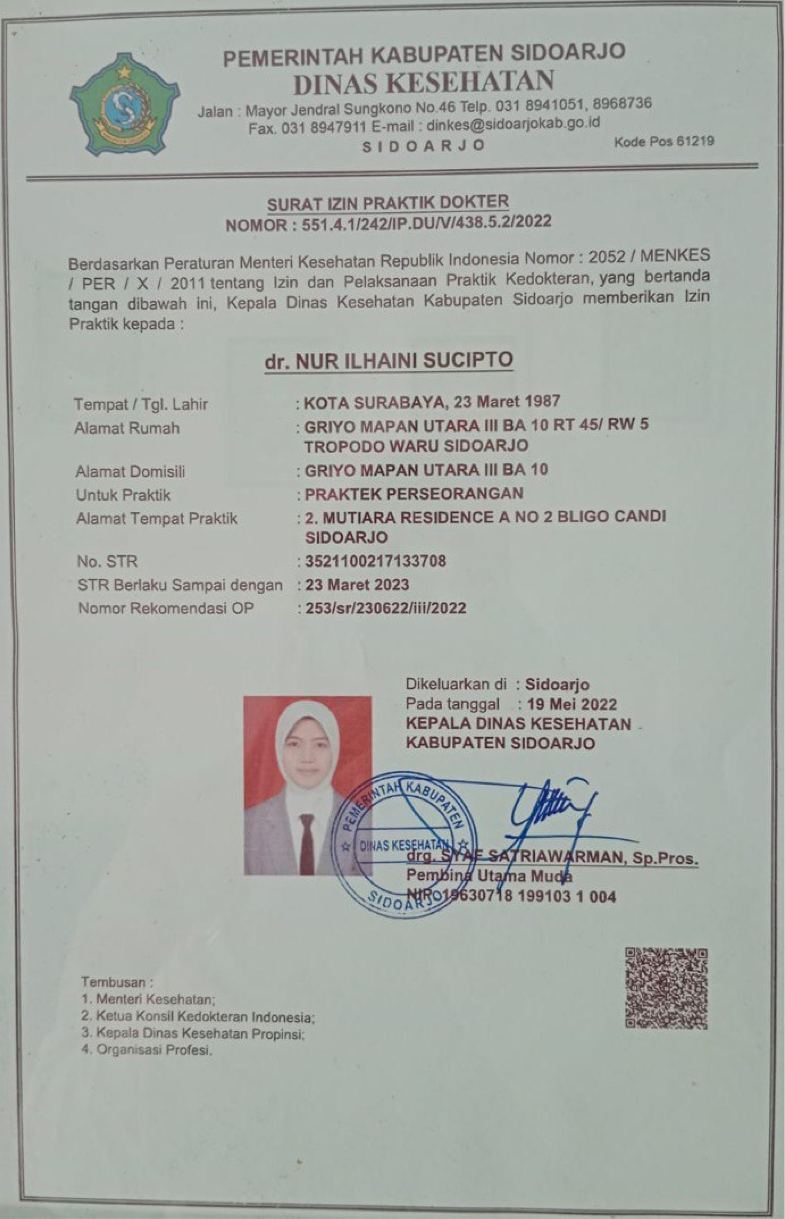 PEMERINTAH KABUPATEN SIDOARJO
DINAS KESEHATAN
Jalan : Mayor Jendral Sungkono No.46 Telp. 031 8941051, 8968736
Fax. 031 8947911 E-mail : dinkes@sidoarjokab.go.id
SIDOARJO
Kode Pos 61219
SURAT IZIN PRAKTIK DOKTER
NOMOR : 551.4.1/242/IP.DU/V/438.5.2/2022
Berdasarkan Peraturan Menteri Kesehatan Republik Indonesia Nomor : 2052 / MENKES
/ PER / X / 2011 tentang Izin dan Pelaksanaan Praktik Kedokteran, yang bertanda
tangan dibawah ini, Kepala Dinas Kesehatan Kabupaten Sidoarjo memberikan Izin
Praktik kepada :
dr. NUR ILHAINI SUCIPTO
Tempat / Tgl. Lahir : KOTA SURABAYA, 23 Maret 1987
Alamat Rumah : GRIYO MAPAN UTARA III BA 10 RT 45/ RW 5
TROPODO WARU SIDOARJO
Alamat Domisili : GRIYO MAPAN UTARA III BA 10
Untuk Praktik : PRAKTEK PERSEORANGAN
Alamat Tempat Praktik : 2. MUTIARA RESIDENCE A NO 2 BLIGO CANDI
SIDOARJO
No. STR : 3521100217133708
STR Berlaku Sampai dengan : 23 Maret 2023
Nomor Rekomendasi OP : 253/sr/230622/iii/2022
Dikeluarkan di : Sidoarjo
Pada tanggal : 19 Mei 2022
KEPALA DINAS KESEHATAN
KABUPATEN SIDOARJO
PEMERINTAH KABUPATEN
DINAS KESEHATAN
SIDOARJO
drg. SYAF SATRIAWARMAN, Sp.Pros.
Pembina Utama Muda
NIP 19630718 199103 1 004
Tembusan :
1. Menteri Kesehatan;
2. Ketua Konsil Kedokteran Indonesia;
3. Kepala Dinas Kesehatan Propinsi;
4. Organisasi Profesi.